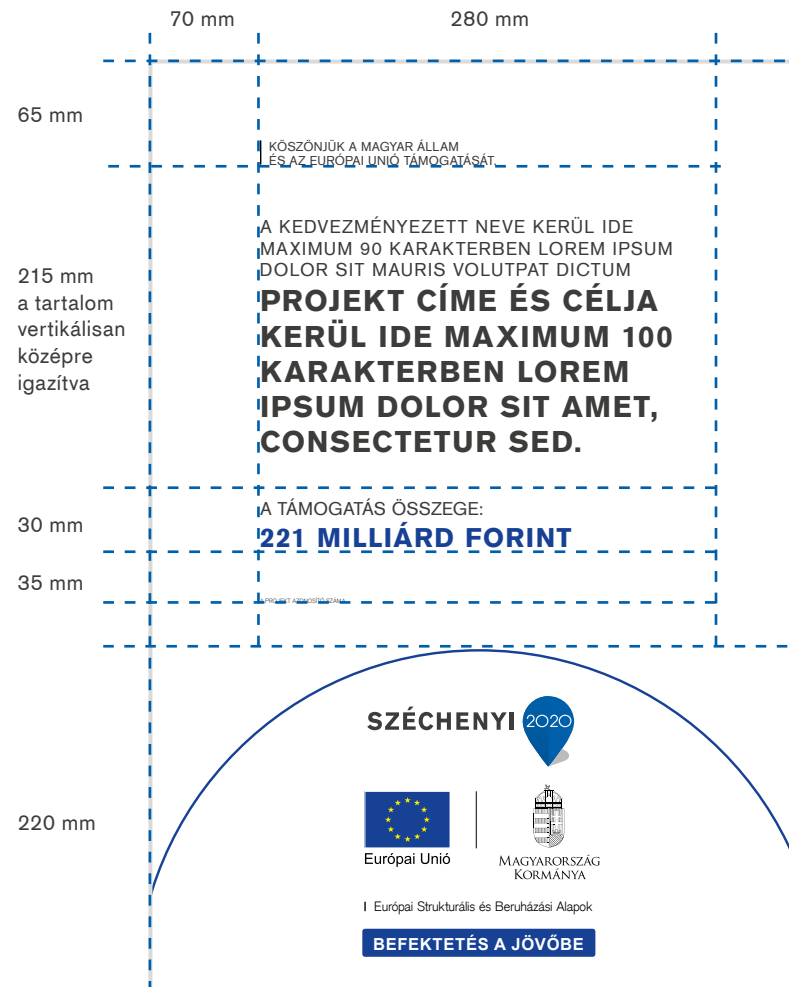 70 mm
280 mm
65 mm
KÖSZÖNJÜK A MAGYAR ÁLLAM
ÉS AZ EURÓPAI UNIÓ TÁMOGATÁSÁT.
215 mm
a tartalom
vertikálisan
középre
igazítva
A KEDVEZMÉNYEZETT NEVE KERÜL IDE
MAXIMUM 90 KARAKTERBEN LOREM IPSUM
DOLOR SIT MAURIS VOLUTPAT DICTUM
PROJEKT CÍME ÉS CÉLJA
KERÜL IDE MAXIMUM 100
KARAKTERBEN LOREM
IPSUM DOLOR SIT AMET,
CONSECTETUR SED.
30 mm
A TÁMOGATÁS ÖSSZEGE:
221 MILLIÁRD FORINT
35 mm
A PROJEKT AZONOSÍTÓ SZÁMA
220 mm
SZÉCHENYI 2020
Európai Unió
MAGYARORSZÁG
KORMÁNYA
Európai Strukturális és Beruházási Alapok
BEFEKTETÉS A JÖVŐBE